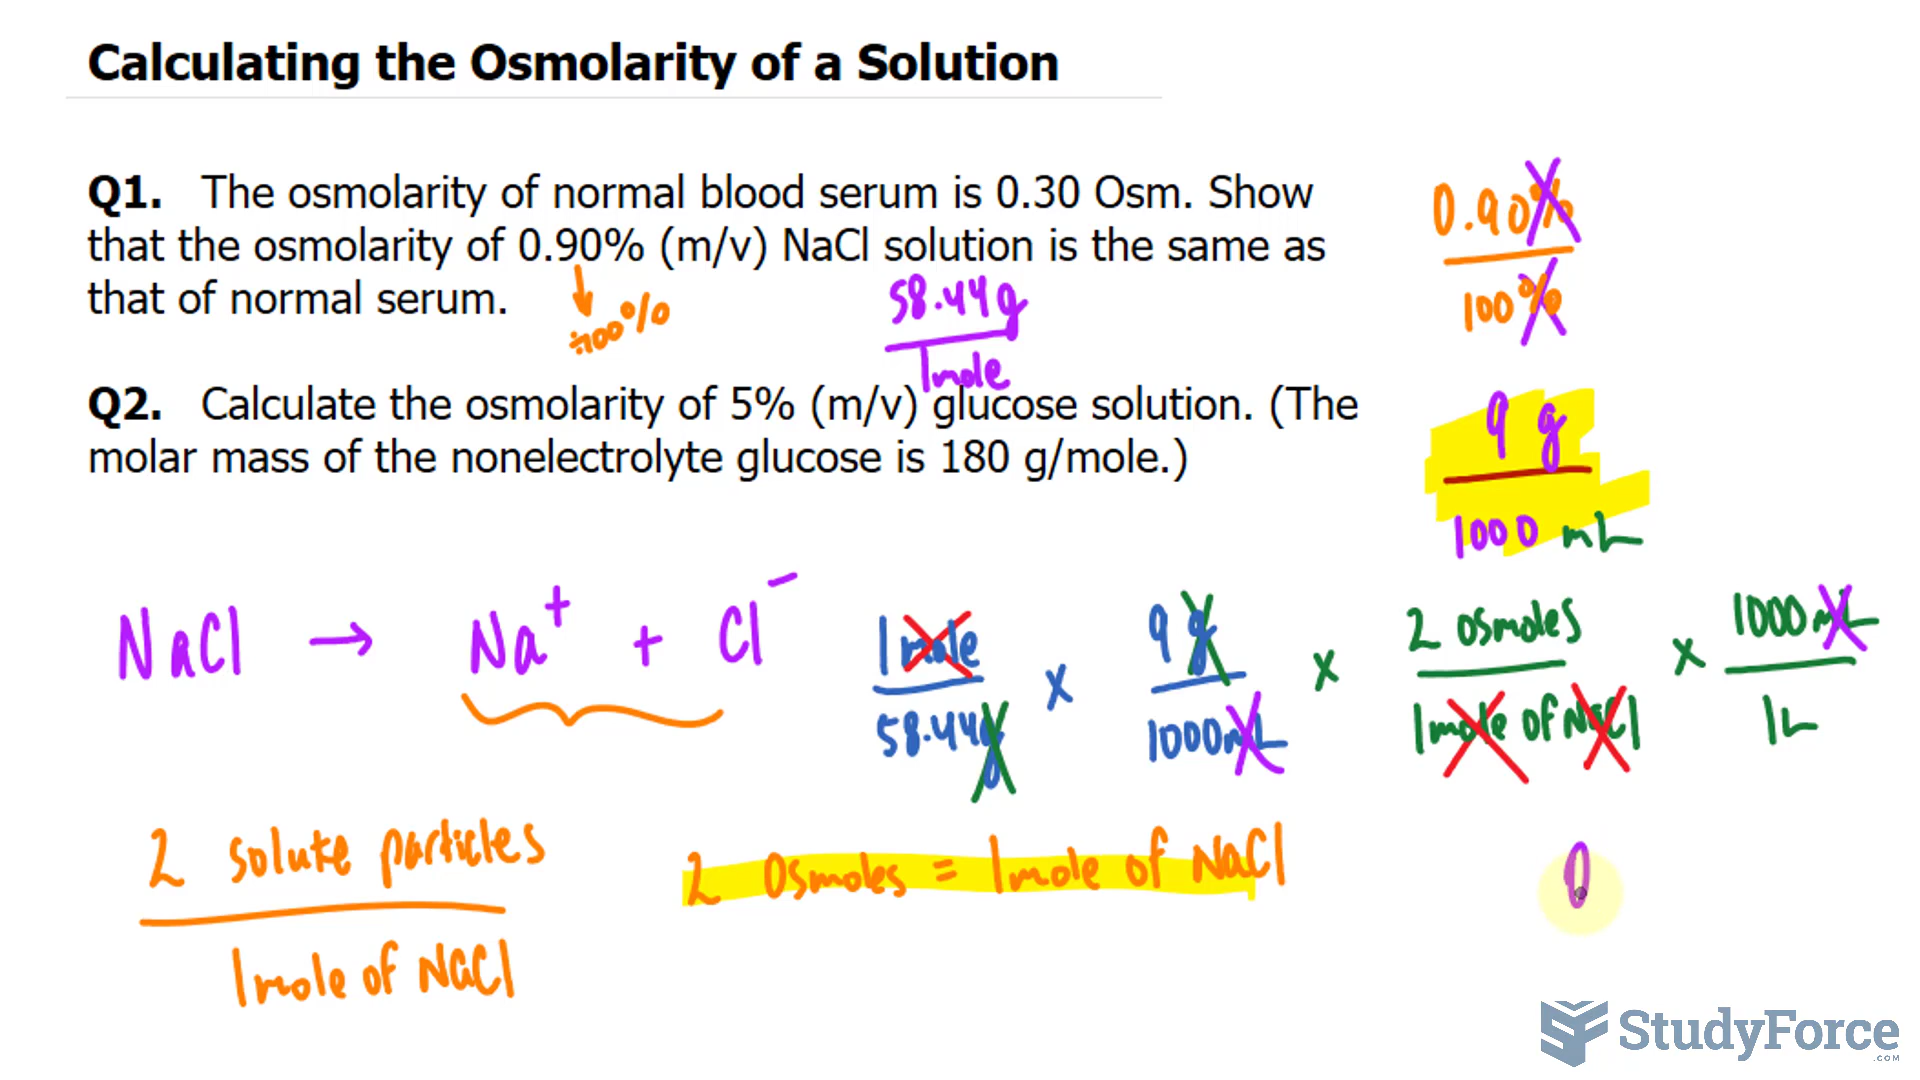 Calculating the Osmolarity of a Solution
Q1. The osmolarity of normal blood serum is 0.30 Osm. Show
that the osmolarity of 0.90% (m/v) NaCl solution is the same as
that of normal serum.
÷100%
58.44g
1mole
0.90%
100%
Q2. Calculate the osmolarity of 5% (m/v) glucose solution. (The
molar mass of the nonelectrolyte glucose is 180 g/mole.)
9 g
1000 mL
NaCl → Na+ + Cl−
1mole x 9 g x 2 osmoles x 1000mL
58.44g 1000mL 1mole of NaCl 1L
2 solute particles
1mole of NaCl
2 Osmoles = 1mole of NaCl
0
StudyForce
.COM